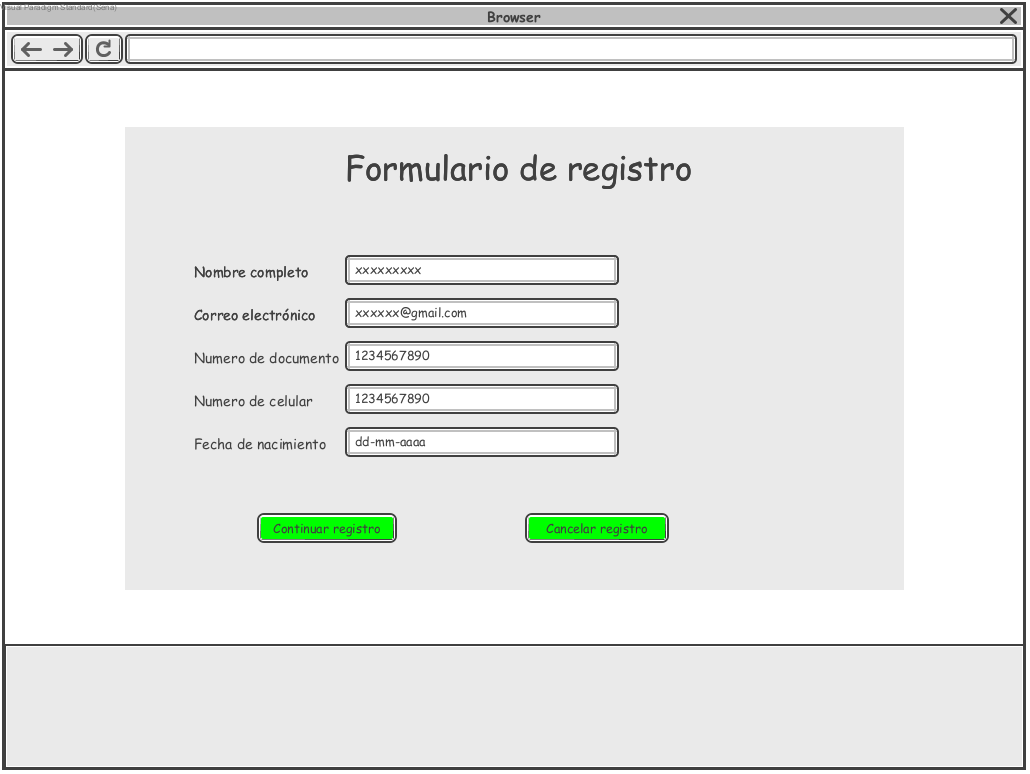 Visual Paradigm Standard(Sena)
Browser
Formulario de registro
Nombre completo
xxxxxxxxx
Correo electrónico
xxxxxx@gmail.com
Numero de documento
1234567890
Numero de celular
1234567890
Fecha de nacimiento
dd-mm-aaaa
Continuar registro
Cancelar registro